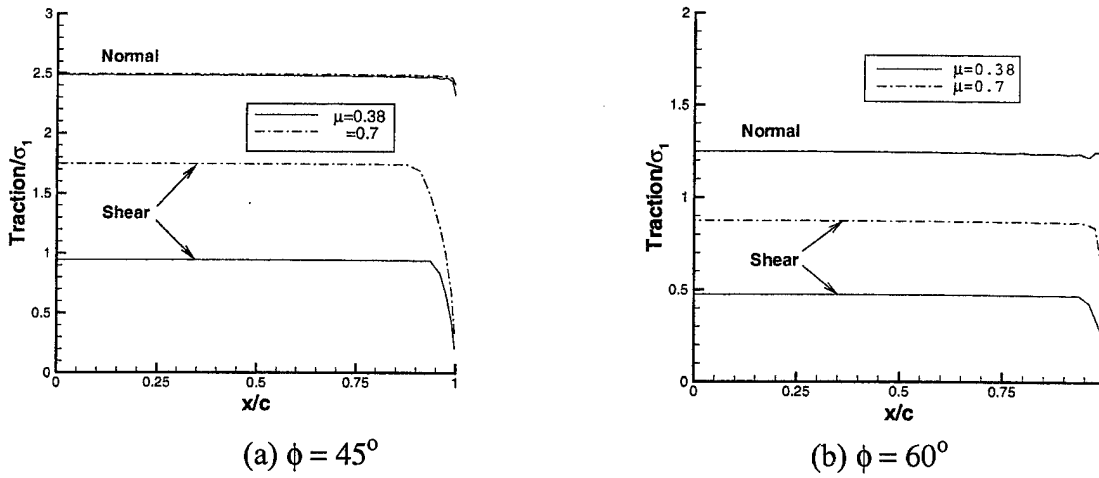 3
2.5
2
1.5
1
0.5
0
Traction/σ₁
Normal
μ=0.38
=0.7
Shear
0 0.25 0.5 0.75 1
x/c
(a) ϕ = 45°
2
1.5
1
0.5
0
Traction/σ₁
μ=0.38
μ=0.7
Normal
Shear
0 0.25 0.5 0.75
x/c
(b) ϕ = 60°